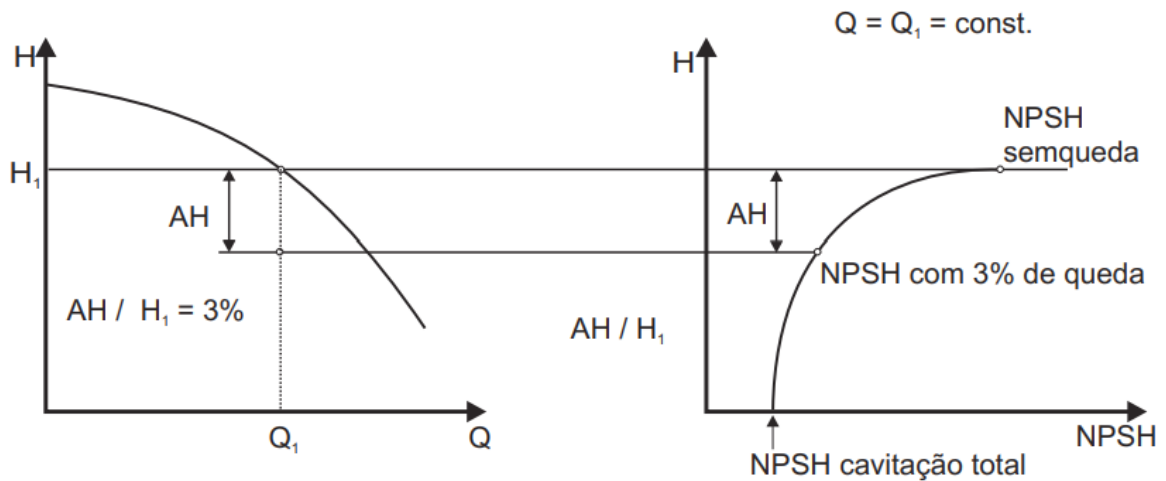 Q = Q₁ = const.
H
H₁
AH
AH / H₁ = 3%
Q₁
Q
H
NPSH
semqueda
AH
NPSH com 3% de queda
AH / H₁
NPSH
NPSH cavitação total